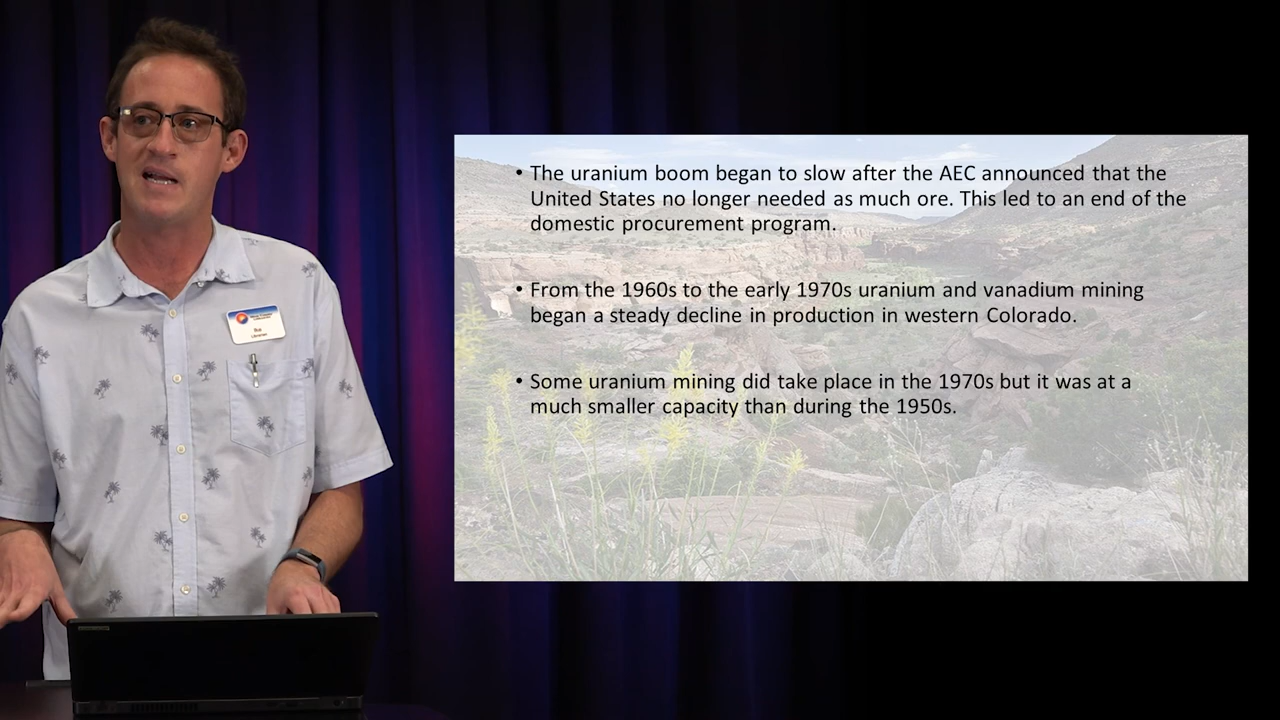 • The uranium boom began to slow after the AEC announced that the
United States no longer needed as much ore. This led to an end of the
domestic procurement program.
• From the 1960s to the early 1970s uranium and vanadium mining
began a steady decline in production in western Colorado.
• Some uranium mining did take place in the 1970s but it was at a
much smaller capacity than during the 1950s.
Librarian